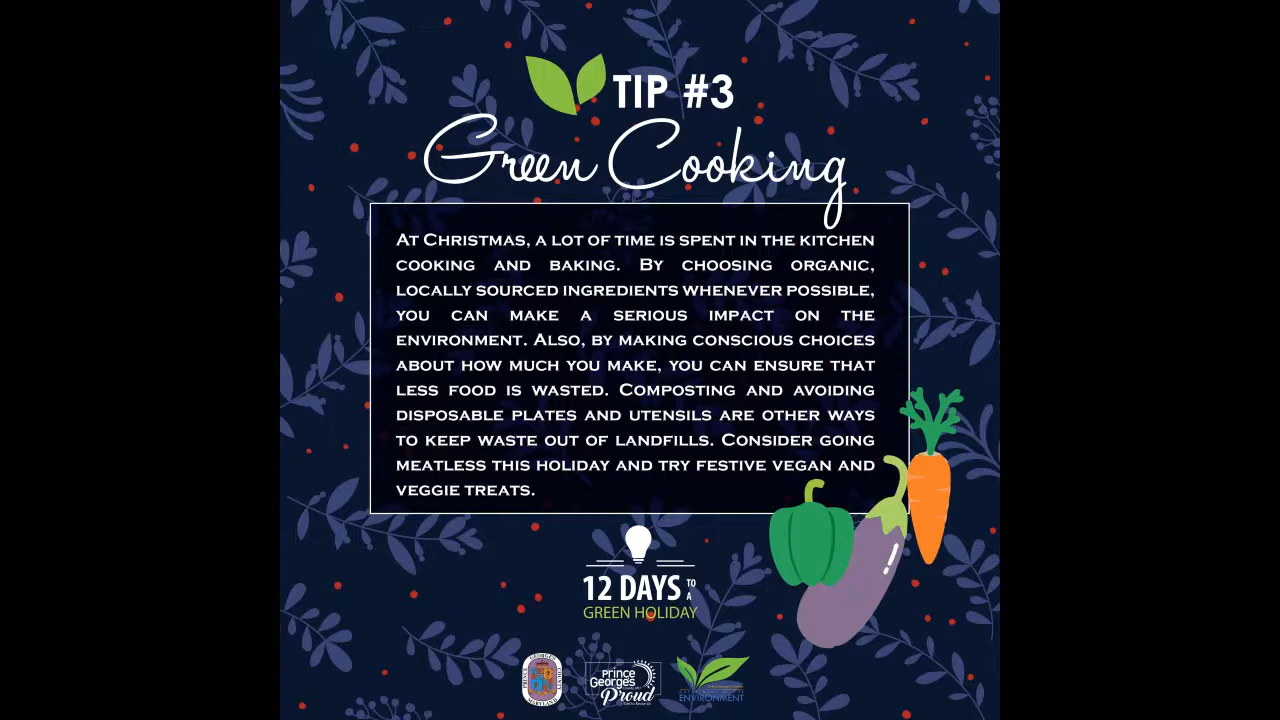 TIP #3
Green Cooking
AT CHRISTMAS, A LOT OF TIME IS SPENT IN THE KITCHEN
COOKING AND BAKING. BY CHOOSING ORGANIC,
LOCALLY SOURCED INGREDIENTS WHENEVER POSSIBLE,
YOU CAN MAKE A SERIOUS IMPACT ON THE
ENVIRONMENT. ALSO, BY MAKING CONSCIOUS CHOICES
ABOUT HOW MUCH YOU MAKE, YOU CAN ENSURE THAT
LESS FOOD IS WASTED. COMPOSTING AND AVOIDING
DISPOSABLE PLATES AND UTENSILS ARE OTHER WAYS
TO KEEP WASTE OUT OF LANDFILLS. CONSIDER GOING
MEATLESS THIS HOLIDAY AND TRY FESTIVE VEGAN AND
VEGGIE TREATS.
12 DAYS TO A
GREEN HOLIDAY
PRINCE GEORGE'S COUNTY MARYLAND
Prince
Georges
Proud
ENVIRONMENT